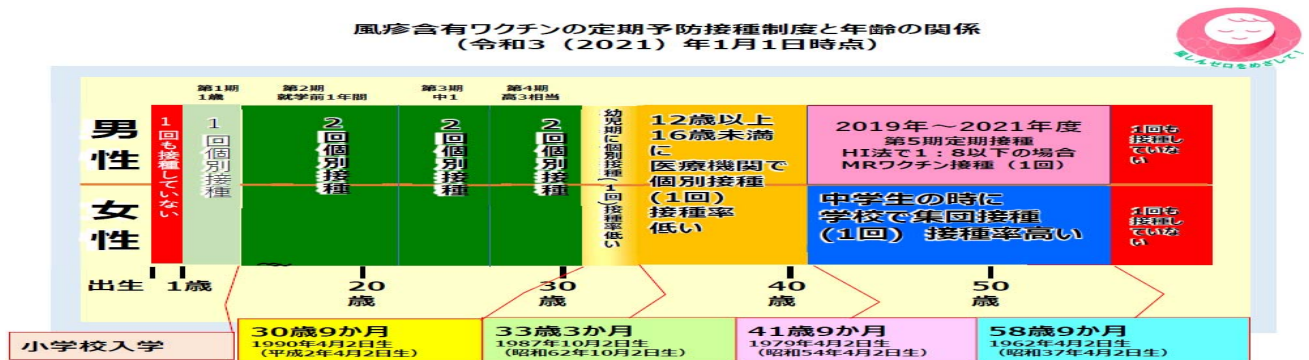 風疹含有ワクチンの定期予防接種制度と年齢の関係
(令和3(2021)年1月1日時点)
風しんゼロをめざして!
第1期
1歳
第2期
就学前1年間
第3期
中1
第4期
高3相当
男性
女性
1回も接種していない
1回個別接種
2回個別接種
2回個別接種
2回個別接種
幼児期に個別接種(1回)接種率低い
12歳以上
16歳未満
に
医療機関で
個別接種
(1回)
接種率
低い
2019年~2021年度
第5期定期接種
HI法で1:8以下の場合
MRワクチン接種(1回)
1回も
接種し
ていな
い
中学生の時に
学校で集団接種
(1回) 接種率高い
1回も
接種し
ていな
い
出生
1歳
20
歳
30
歳
40
歳
50
歳
小学校入学
30歳9か月
1990年4月2日生
(平成2年4月2日生)
33歳3か月
1987年10月2日生
(昭和62年10月2日生)
41歳9か月
1979年4月2日生
(昭和54年4月2日生)
58歳9か月
1962年4月2日生
(昭和37年4月2日生)